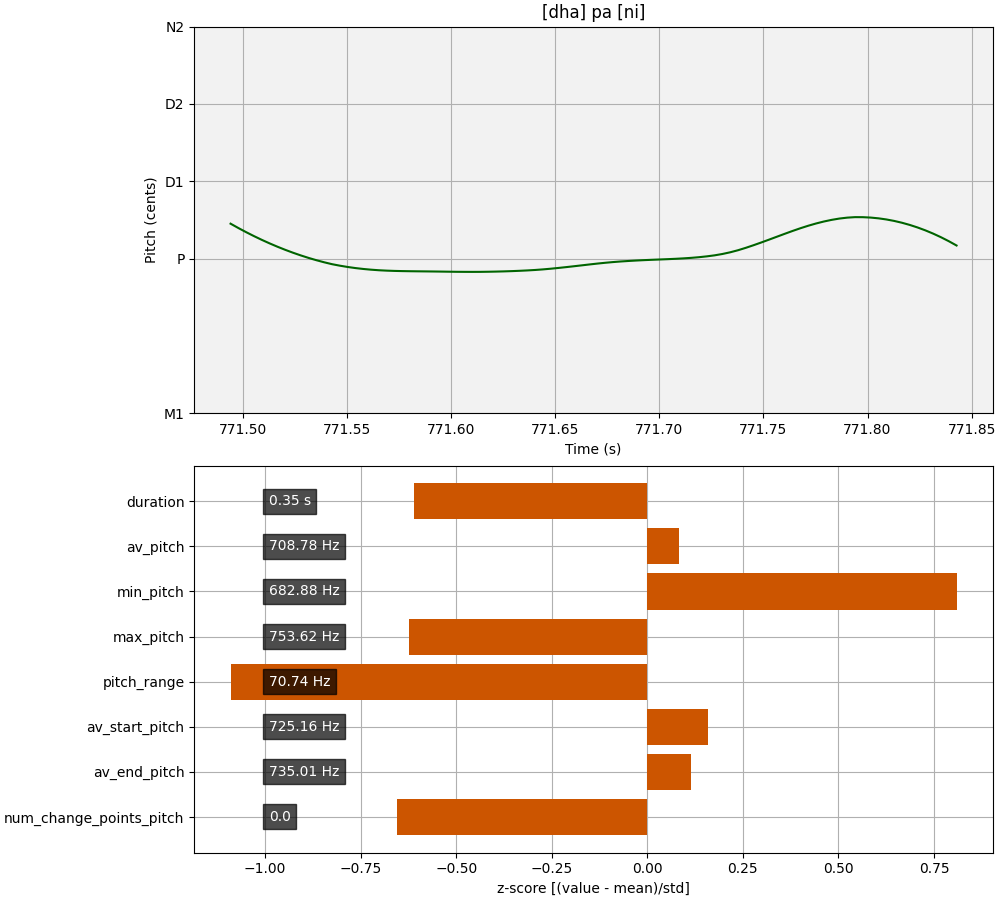 [dha] pa [ni]
N2
D2
D1
P
M1
Pitch (cents)
771.50 771.55 771.60 771.65 771.70 771.75 771.80 771.85
Time (s)
duration 0.35 s
av_pitch 708.78 Hz
min_pitch 682.88 Hz
max_pitch 753.62 Hz
pitch_range 70.74 Hz
av_start_pitch 725.16 Hz
av_end_pitch 735.01 Hz
num_change_points_pitch 0.0
−1.00 −0.75 −0.50 −0.25 0.00 0.25 0.50 0.75
z-score [(value - mean)/std]